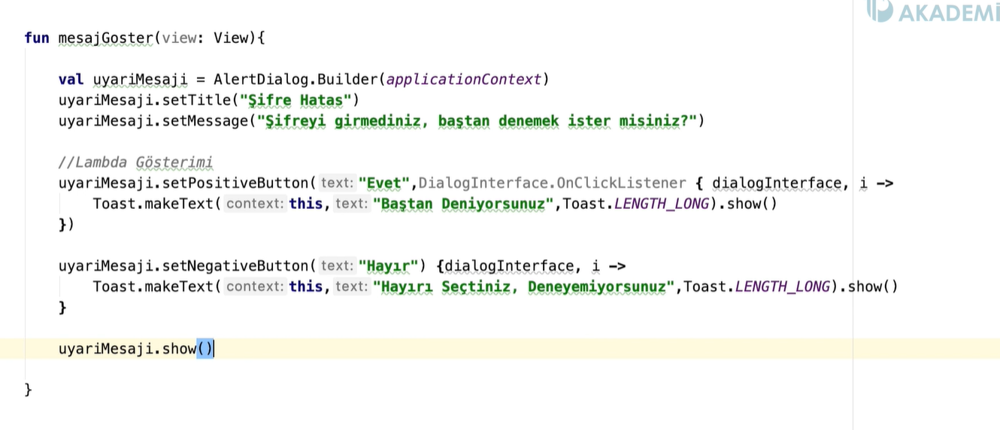 AKADEMİ
fun mesajGoster(view: View){
val uyariMesaji = AlertDialog.Builder(applicationContext)
uyariMesaji.setTitle("Şifre Hatas")
uyariMesaji.setMessage("Şifreyi girmediniz, baştan denemek ister misiniz?")
//Lambda Gösterimi
uyariMesaji.setPositiveButton( text: "Evet",DialogInterface.OnClickListener { dialogInterface, i ->
Toast.makeText( context: this, text: "Baştan Deniyorsunuz",Toast.LENGTH_LONG).show()
})
uyariMesaji.setNegativeButton( text: "Hayır") {dialogInterface, i ->
Toast.makeText( context: this, text: "Hayırı Seçtiniz, Deneyemiyorsunuz",Toast.LENGTH_LONG).show()
}
uyariMesaji.show()
}